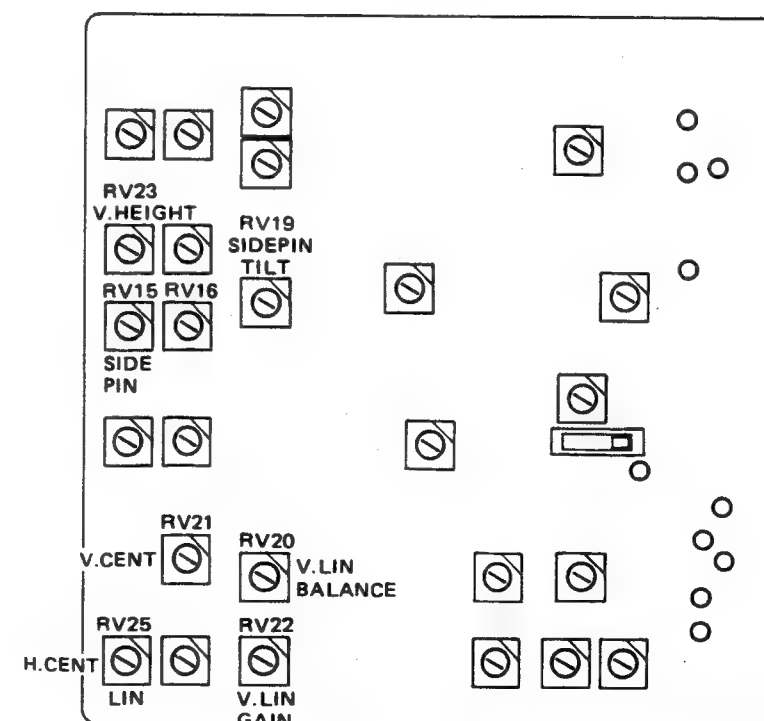 RV23
V.HEIGHT
RV19
SIDEPIN
TILT
RV15 RV16
SIDE
PIN
RV21
V.CENT
RV20
V.LIN
BALANCE
RV25
H.CENT
LIN
RV22
V.LIN
GAIN